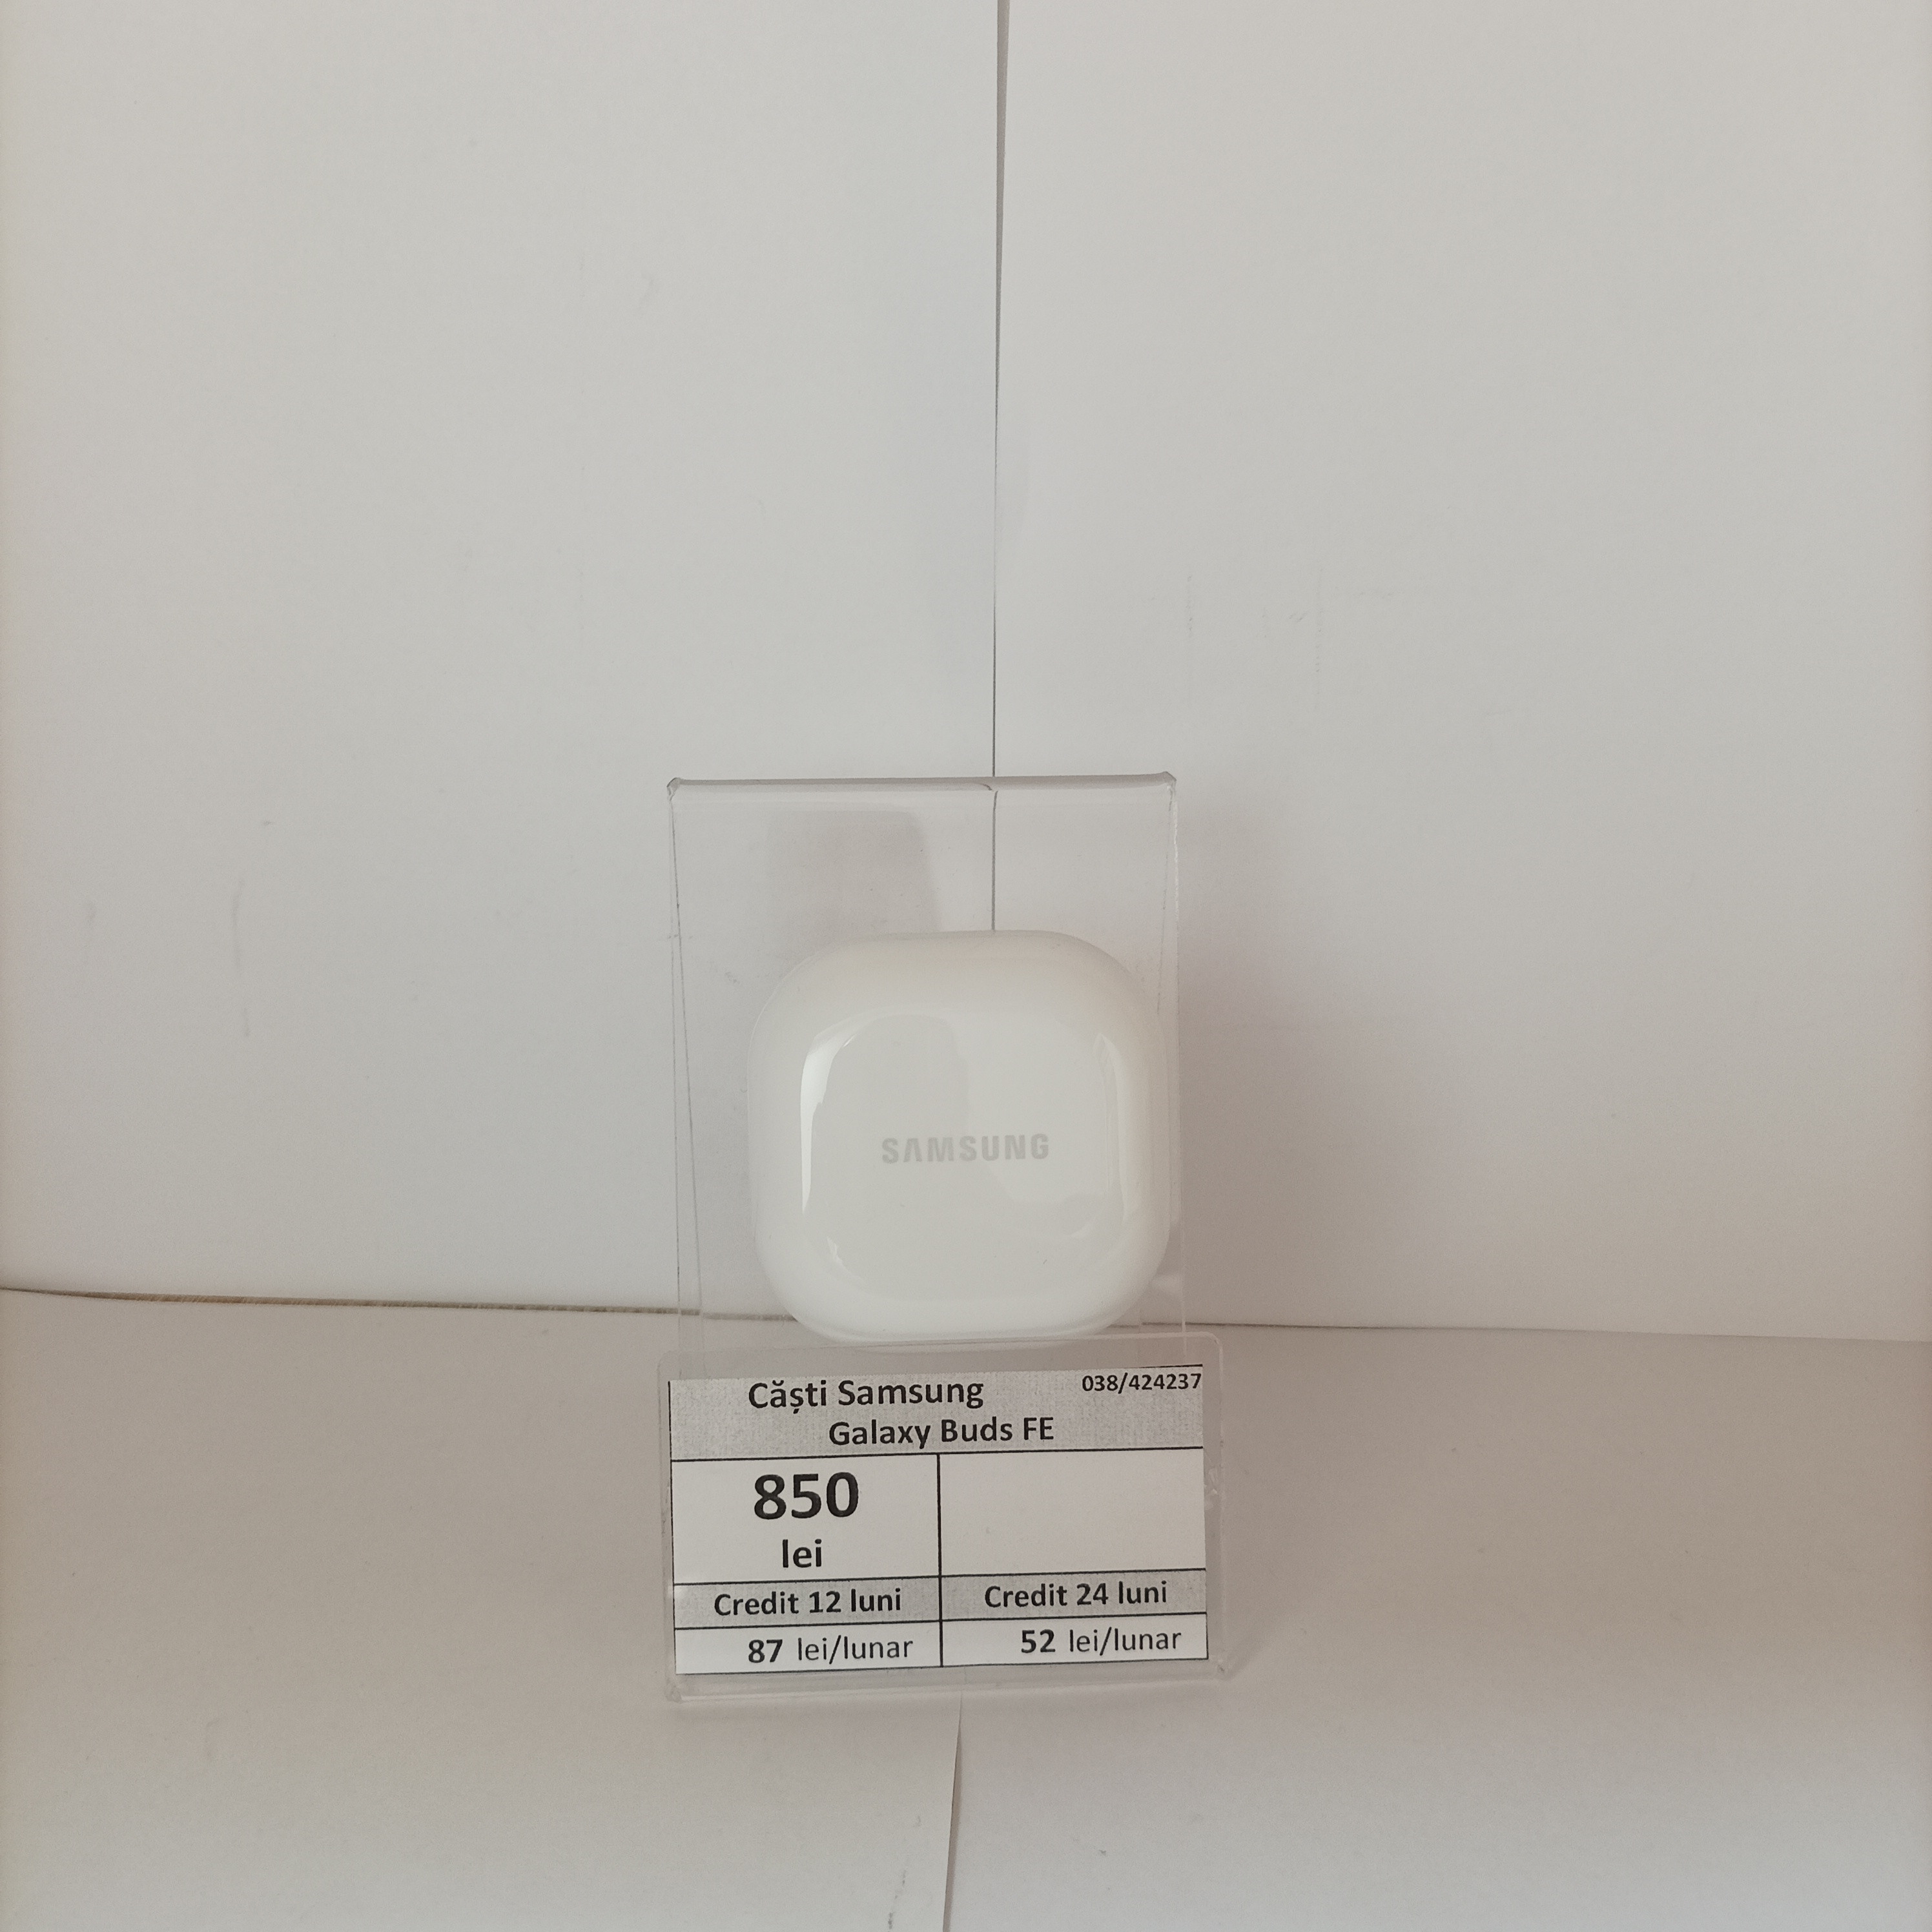 SAMSUNG
Căști Samsung 038/424237
Galaxy Buds FE
850
lei
Credit 12 luni Credit 24 luni
87 lei/lunar 52 lei/lunar